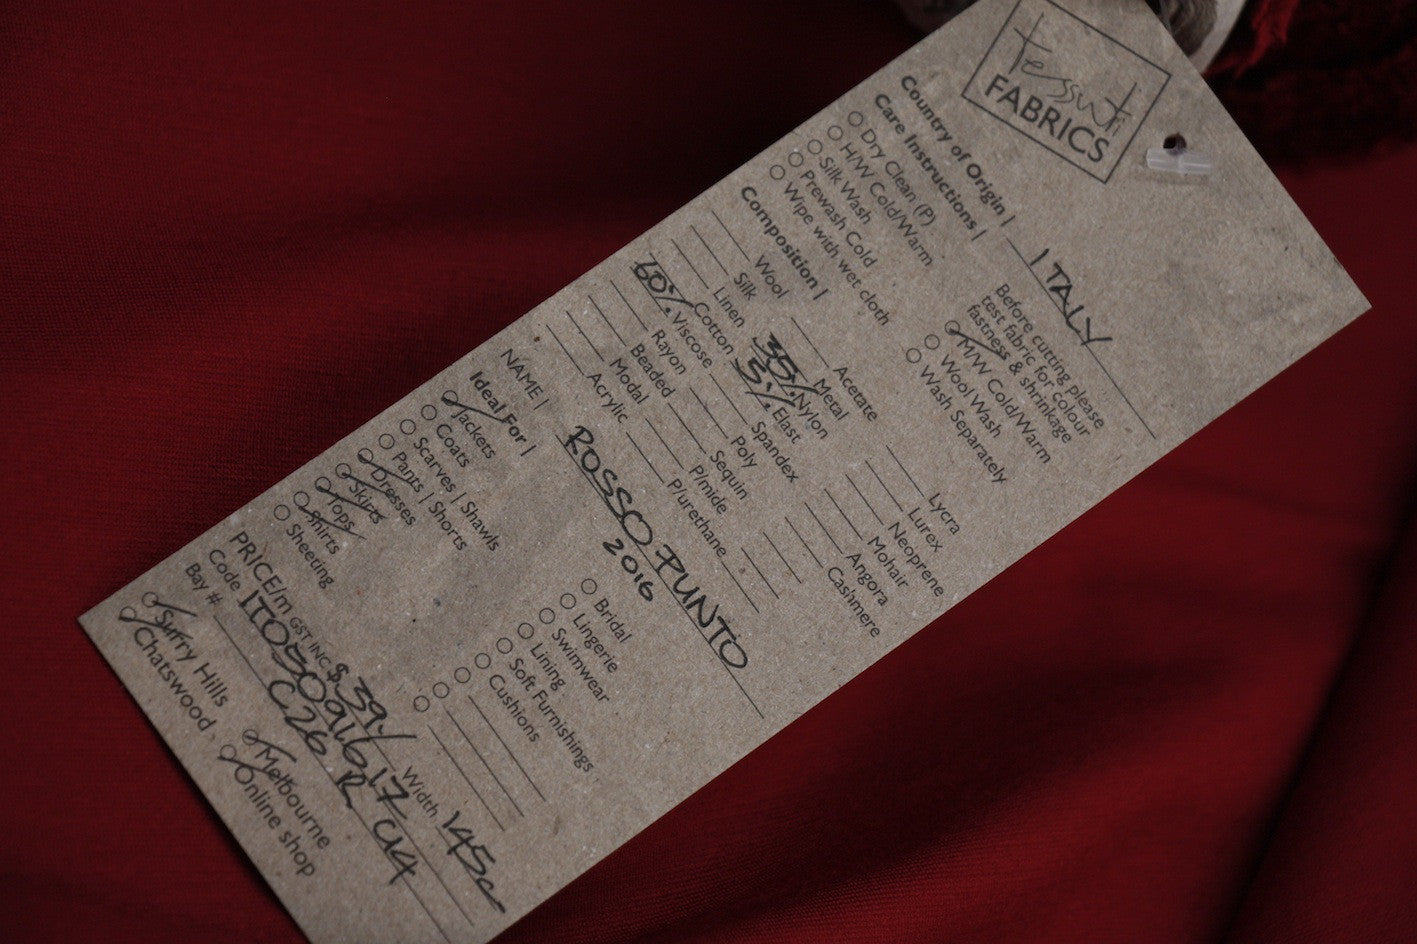 tessuti
FABRICS
Country of Origin | ITALY
Care Instructions |
Dry Clean (P)
H/W Cold/Warm
Silk Wash
Prewash Cold
Wipe with wet cloth
Before cutting please
test fabric for colour
fastness & shrinkage
M/W Cold/Warm
Wool Wash
Wash Separately
Composition |
Wool
Silk
Linen
Cotton
60% Viscose
Rayon
Beaded
Modal
Acrylic
Acetate
Metal
35% Nylon
5% Elast
Spandex
Poly
Sequin
P/mide
P/urethane
Lycra
Lurex
Neoprene
Mohair
Angora
Cashmere
NAME | ROSSO PUNTO
2016
Ideal For |
Jackets
Coats
Scarves | Shawls
Pants | Shorts
Dresses
Skirts
Tops
Shirts
Sheeting
Bridal
Lingerie
Swimwear
Lining
Soft Furnishings
Cushions
PRICE/m GST INC $ 39 Width 145c
Code ITO30916 17
Bay #: C26 R C14
Surry Hills
Chatswood
Melbourne
Online shop